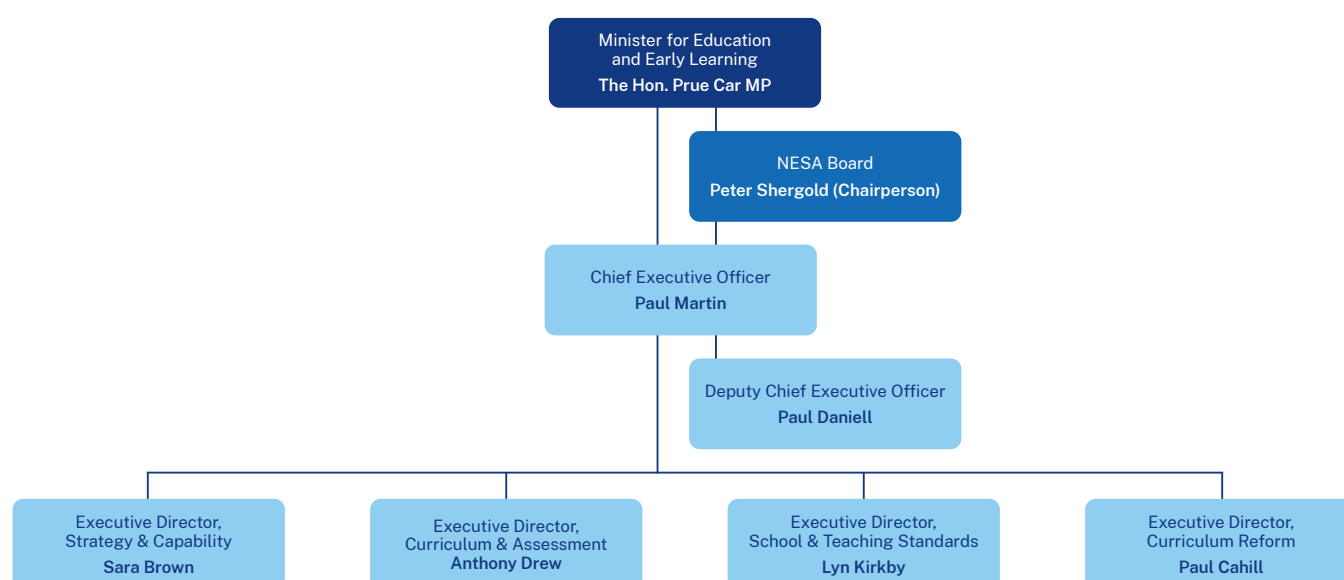 Minister for Education
and Early Learning
The Hon. Prue Car MP
NESA Board
Peter Shergold (Chairperson)
Chief Executive Officer
Paul Martin
Deputy Chief Executive Officer
Paul Daniell
Executive Director,
Strategy & Capability
Sara Brown
Executive Director,
Curriculum & Assessment
Anthony Drew
Executive Director,
School & Teaching Standards
Lyn Kirkby
Executive Director,
Curriculum Reform
Paul Cahill